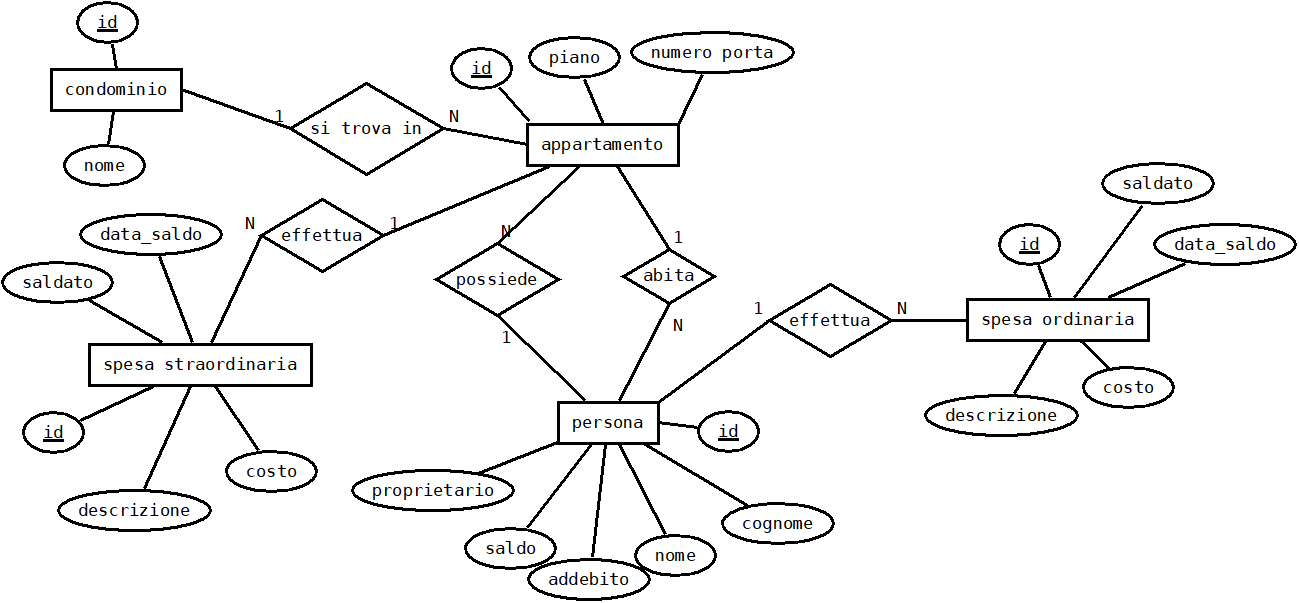 id
condominio
nome
1
si trova in
N
id
piano
numero porta
appartamento
N
effettua
1
data_saldo
saldato
spesa straordinaria
id
descrizione
costo
N
possiede
1
1
abita
N
1
effettua
N
saldato
id
data_saldo
spesa ordinaria
descrizione
costo
persona
id
proprietario
saldo
addebito
nome
cognome